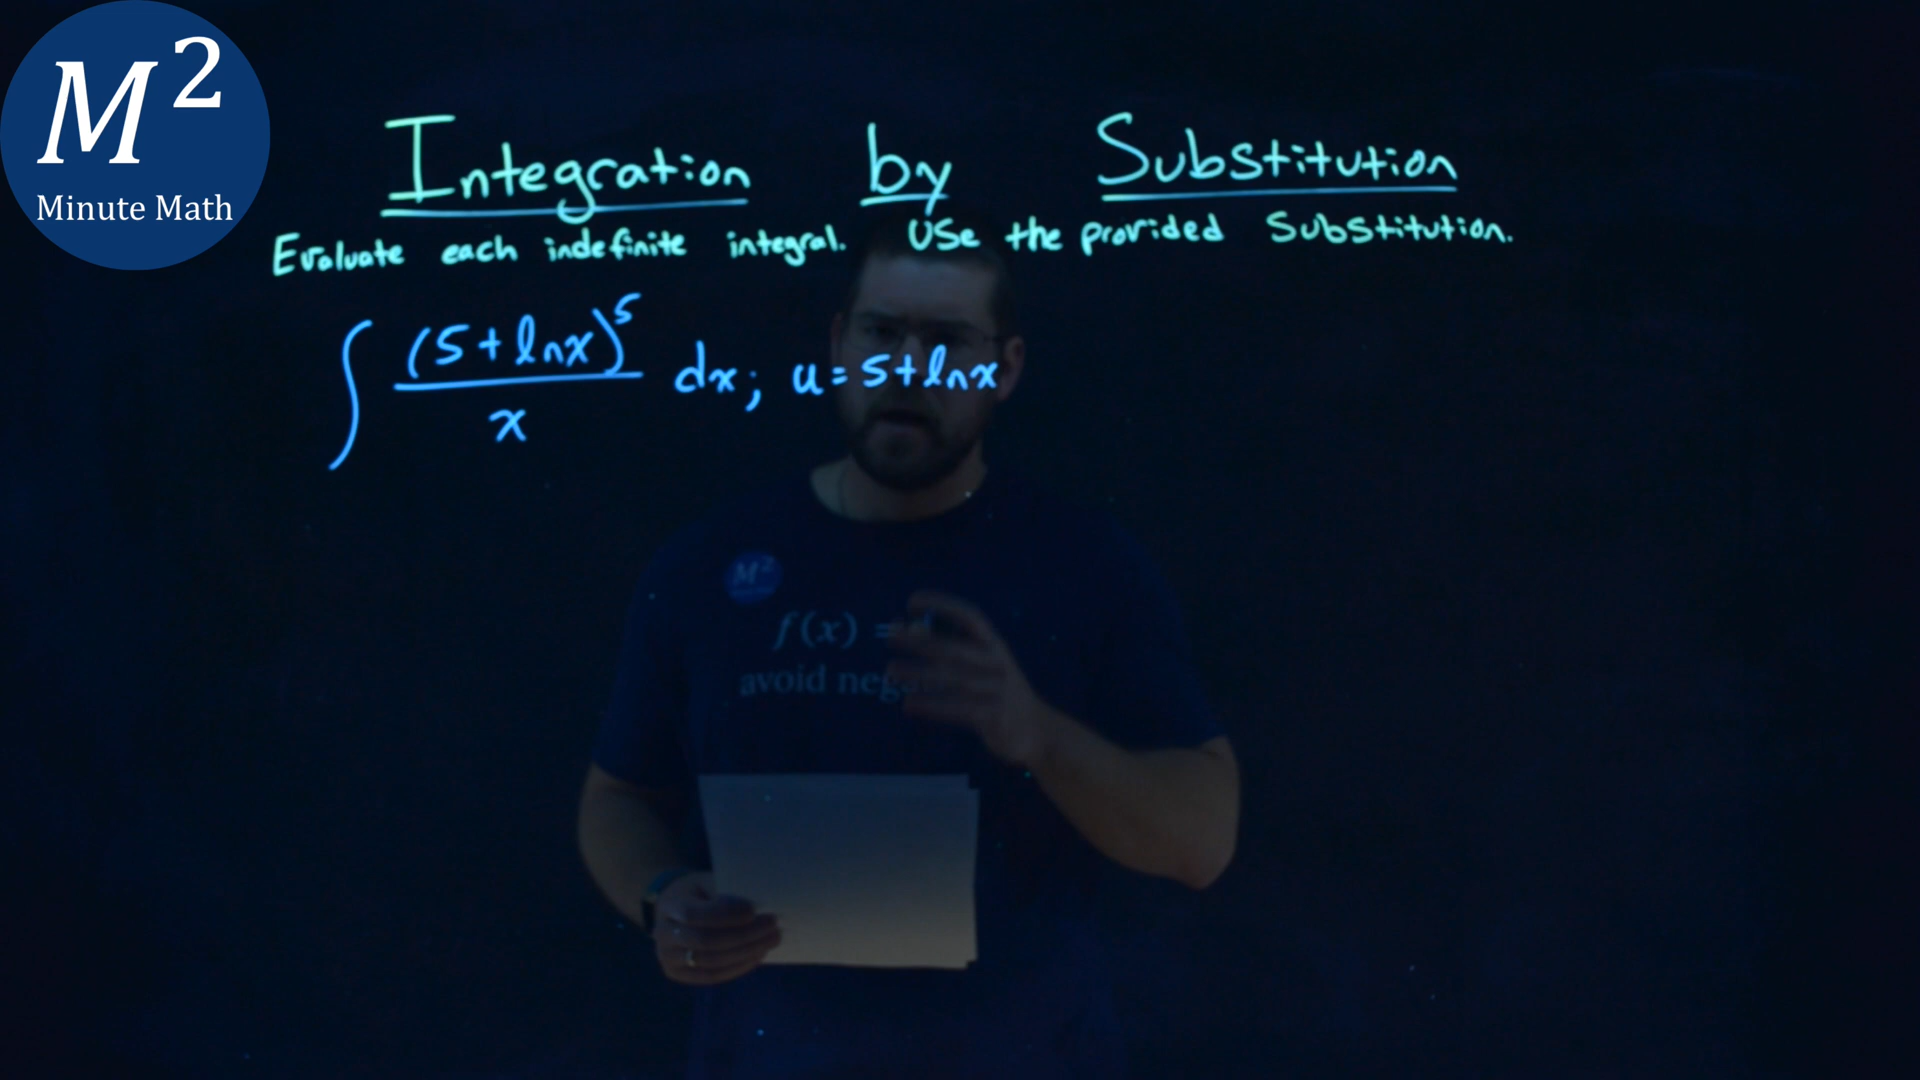 M²
Minute Math
Integration by Substitution
Evaluate each indefinite integral. Use the provided Substitution.
∫ (5+lnx)⁵ / x dx; u=5+lnx
M²
f(x) =
avoid